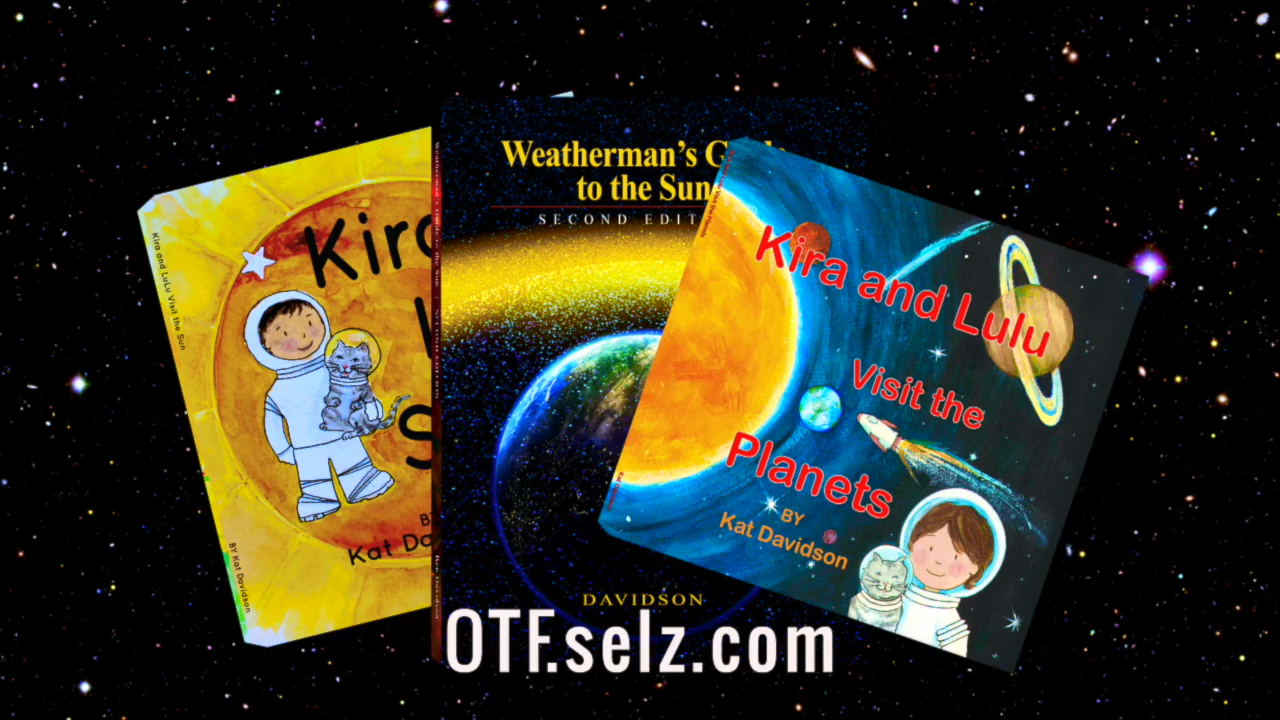 Kira and LuLu Visit the Sun
BY Kat Davidson
Kir
S
B
Kat Da
Weatherman's G
to the Sun
SECOND EDIT
DAVIDSON
Kira and Lulu
Visit the
Planets
BY
Kat Davidson
OTF.selz.com